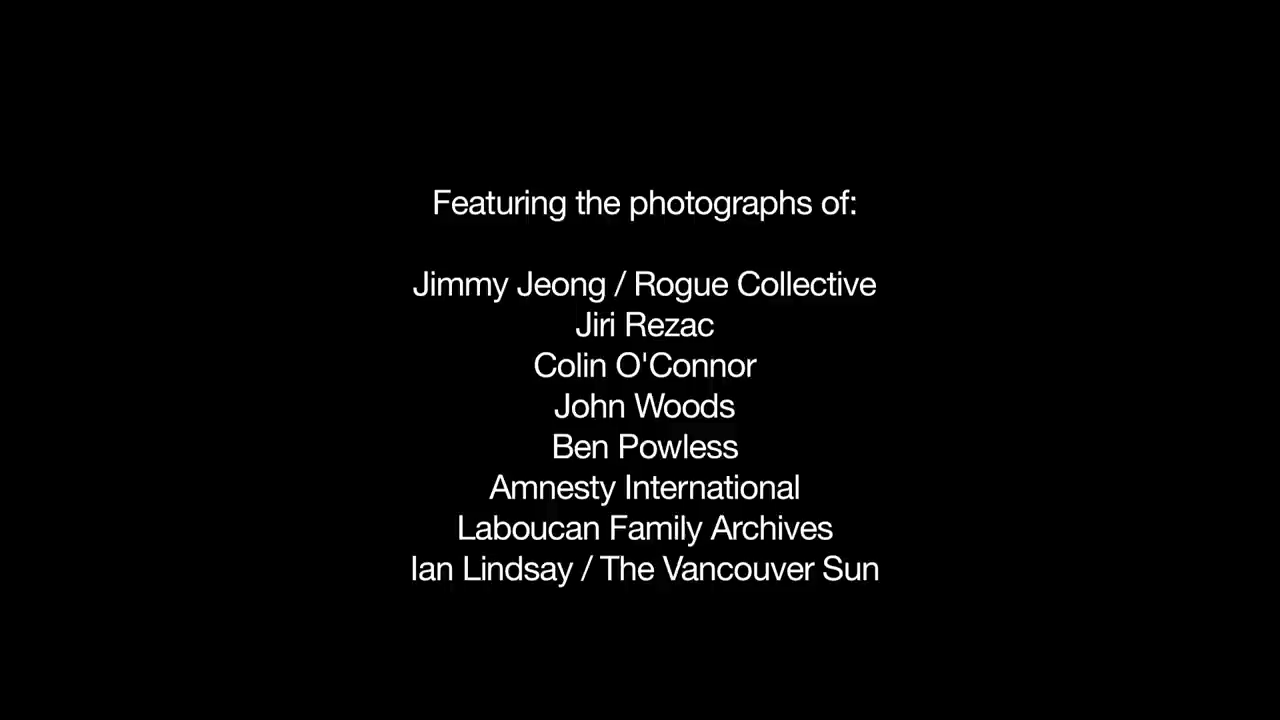 Featuring the photographs of:
Jimmy Jeong / Rogue Collective
Jiri Rezac
Colin O'Connor
John Woods
Ben Powless
Amnesty International
Laboucan Family Archives
Ian Lindsay / The Vancouver Sun